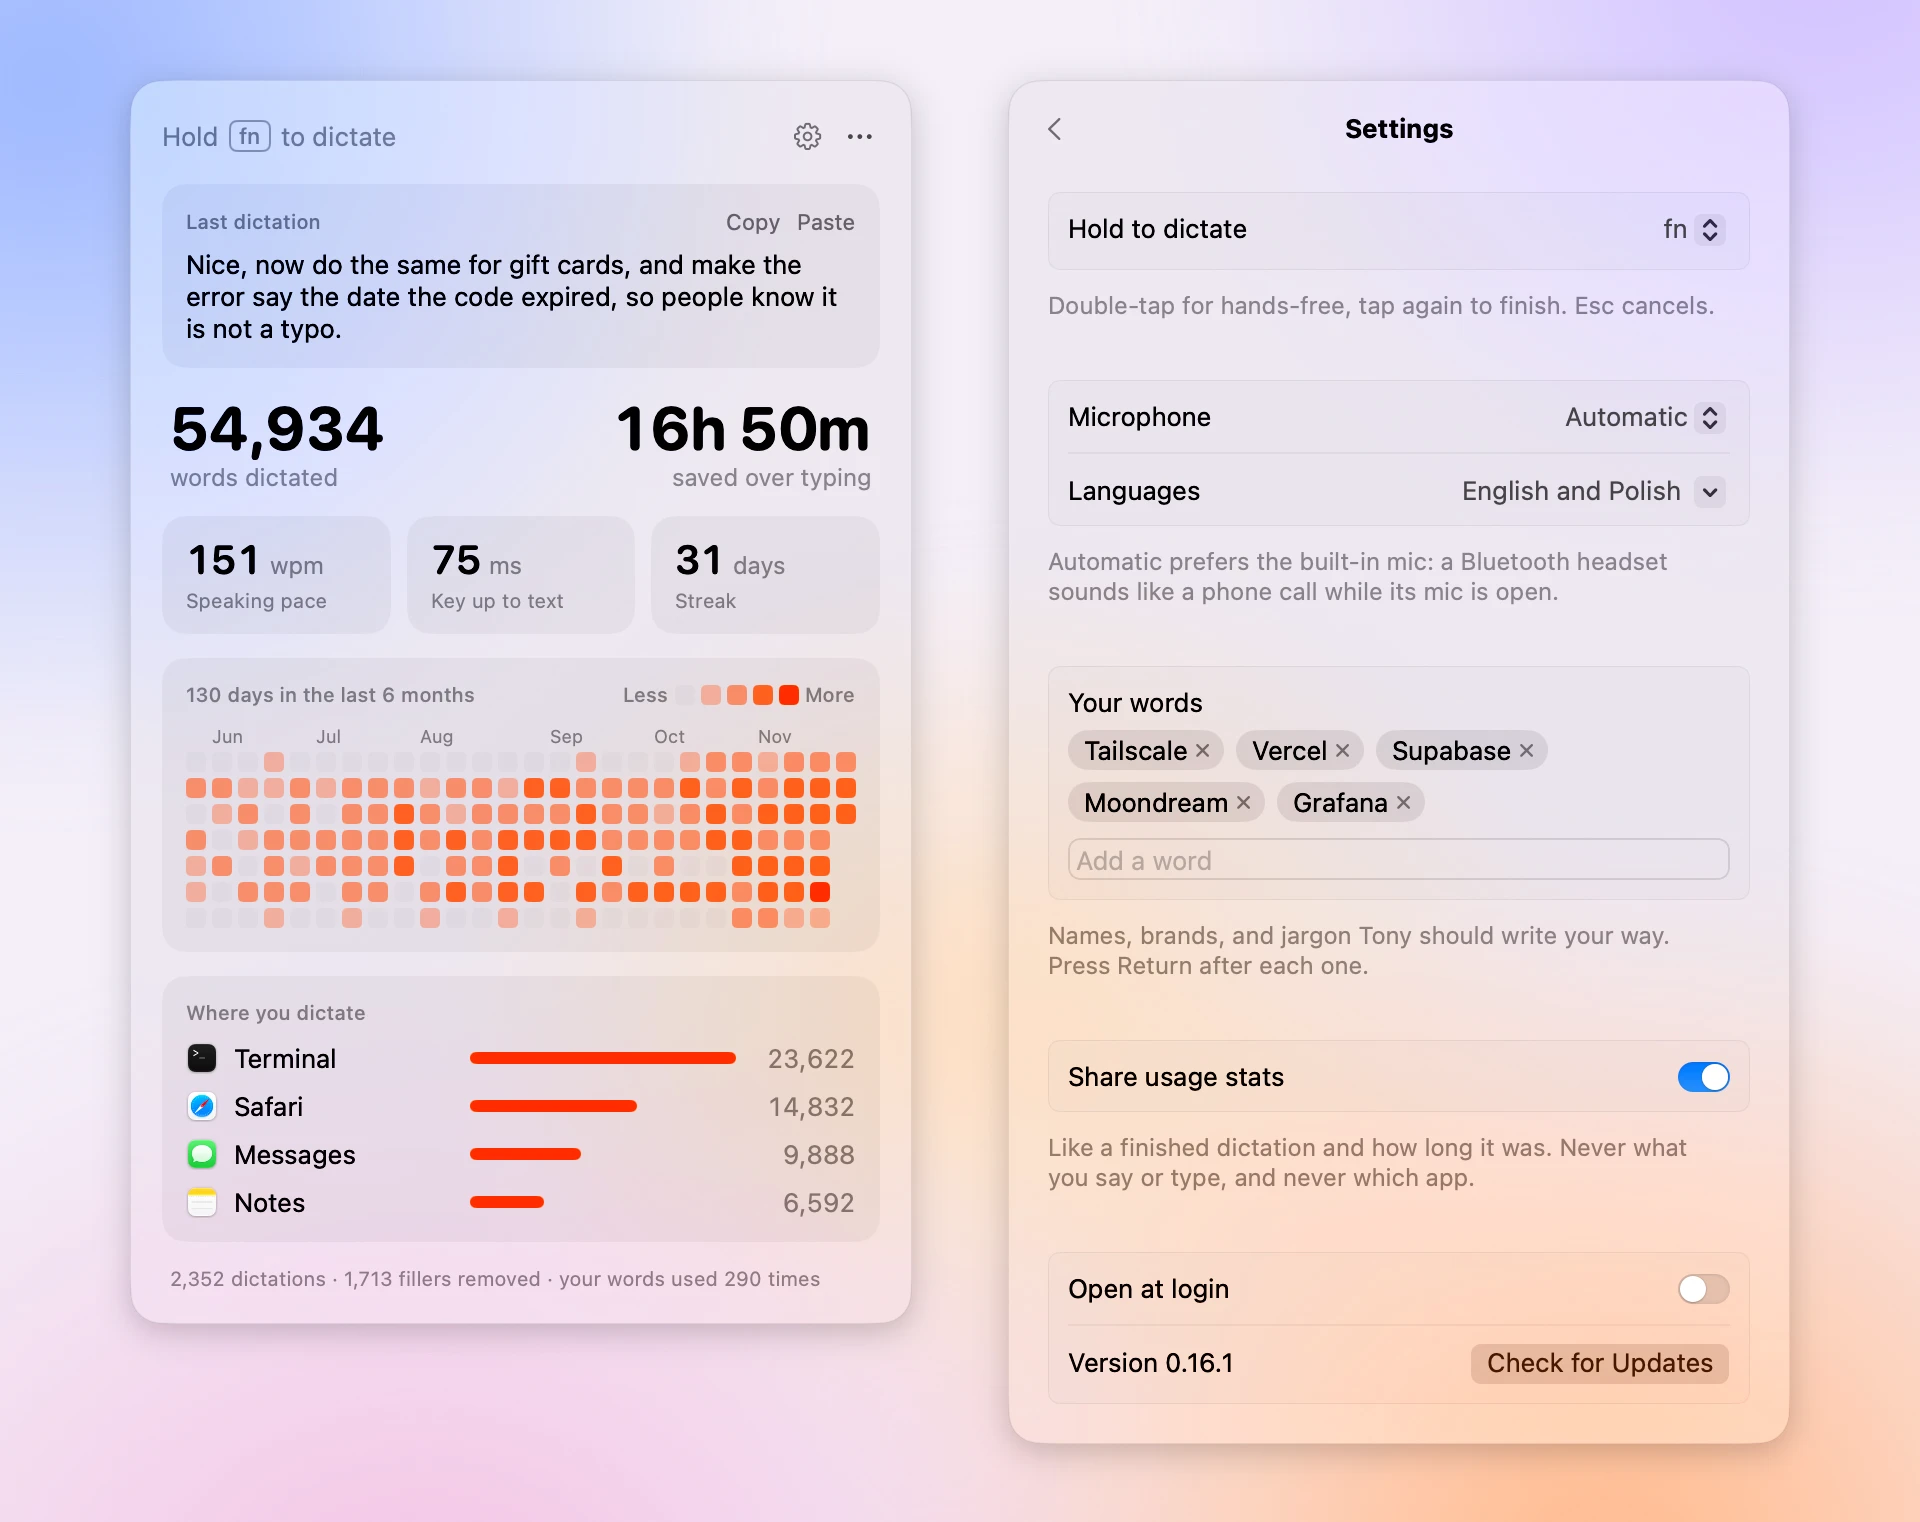 Hold fn to dictate
Last dictation Copy Paste
Nice, now do the same for gift cards, and make the
error say the date the code expired, so people know it
is not a typo.
54,934 16h 50m
words dictated saved over typing
151 wpm 75 ms 31 days
Speaking pace Key up to text Streak
130 days in the last 6 months Less More
Jun Jul Aug Sep Oct Nov
Where you dictate
Terminal 23,622
Safari 14,832
Messages 9,888
Notes 6,592
2,352 dictations · 1,713 fillers removed · your words used 290 times
Settings
Hold to dictate fn
Double-tap for hands-free, tap again to finish. Esc cancels.
Microphone Automatic
Languages English and Polish
Automatic prefers the built-in mic: a Bluetooth headset
sounds like a phone call while its mic is open.
Your words
Tailscale × Vercel × Supabase ×
Moondream × Grafana ×
Add a word
Names, brands, and jargon Tony should write your way.
Press Return after each one.
Share usage stats
Like a finished dictation and how long it was. Never what
you say or type, and never which app.
Open at login
Version 0.16.1 Check for Updates